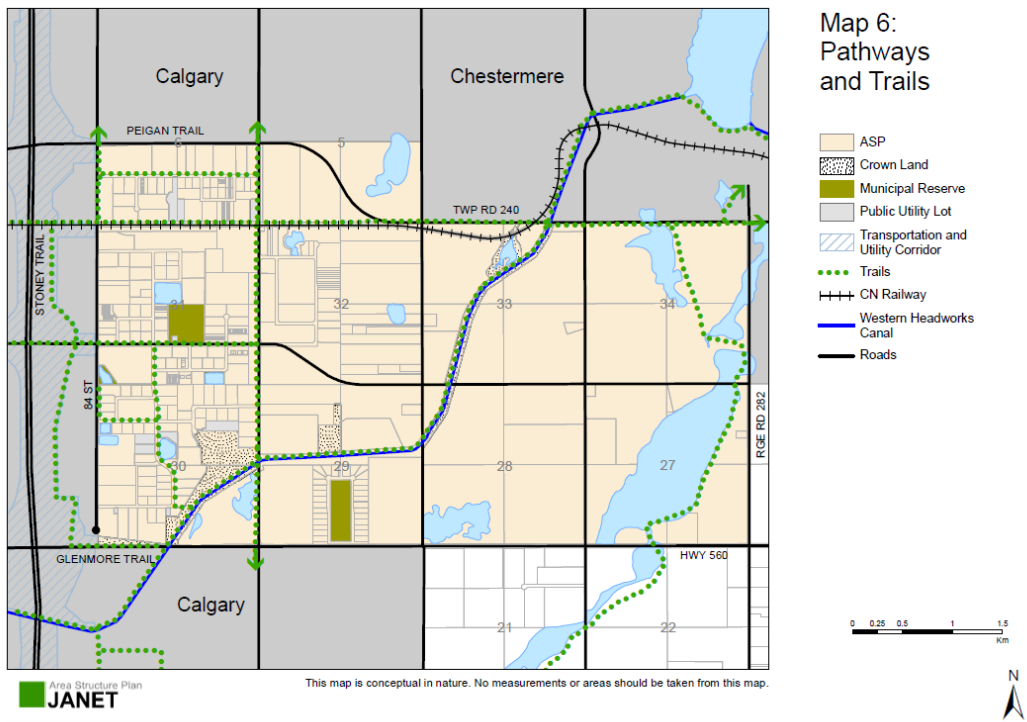 Map 6:
Pathways
and Trails
Calgary
Chestermere
PEIGAN TRAIL
6
5
TWP RD 240
STONEY TRAIL
31
32
33
34
84 ST
RGE RD 282
30
29
28
27
GLENMORE TRAIL
HWY 560
Calgary
21
22
ASP
Crown Land
Municipal Reserve
Public Utility Lot
Transportation and
Utility Corridor
Trails
CN Railway
Western Headworks
Canal
Roads
0 0.25 0.5 1 1.5
Km
N
Area Structure Plan
JANET
This map is conceptual in nature. No measurements or areas should be taken from this map.